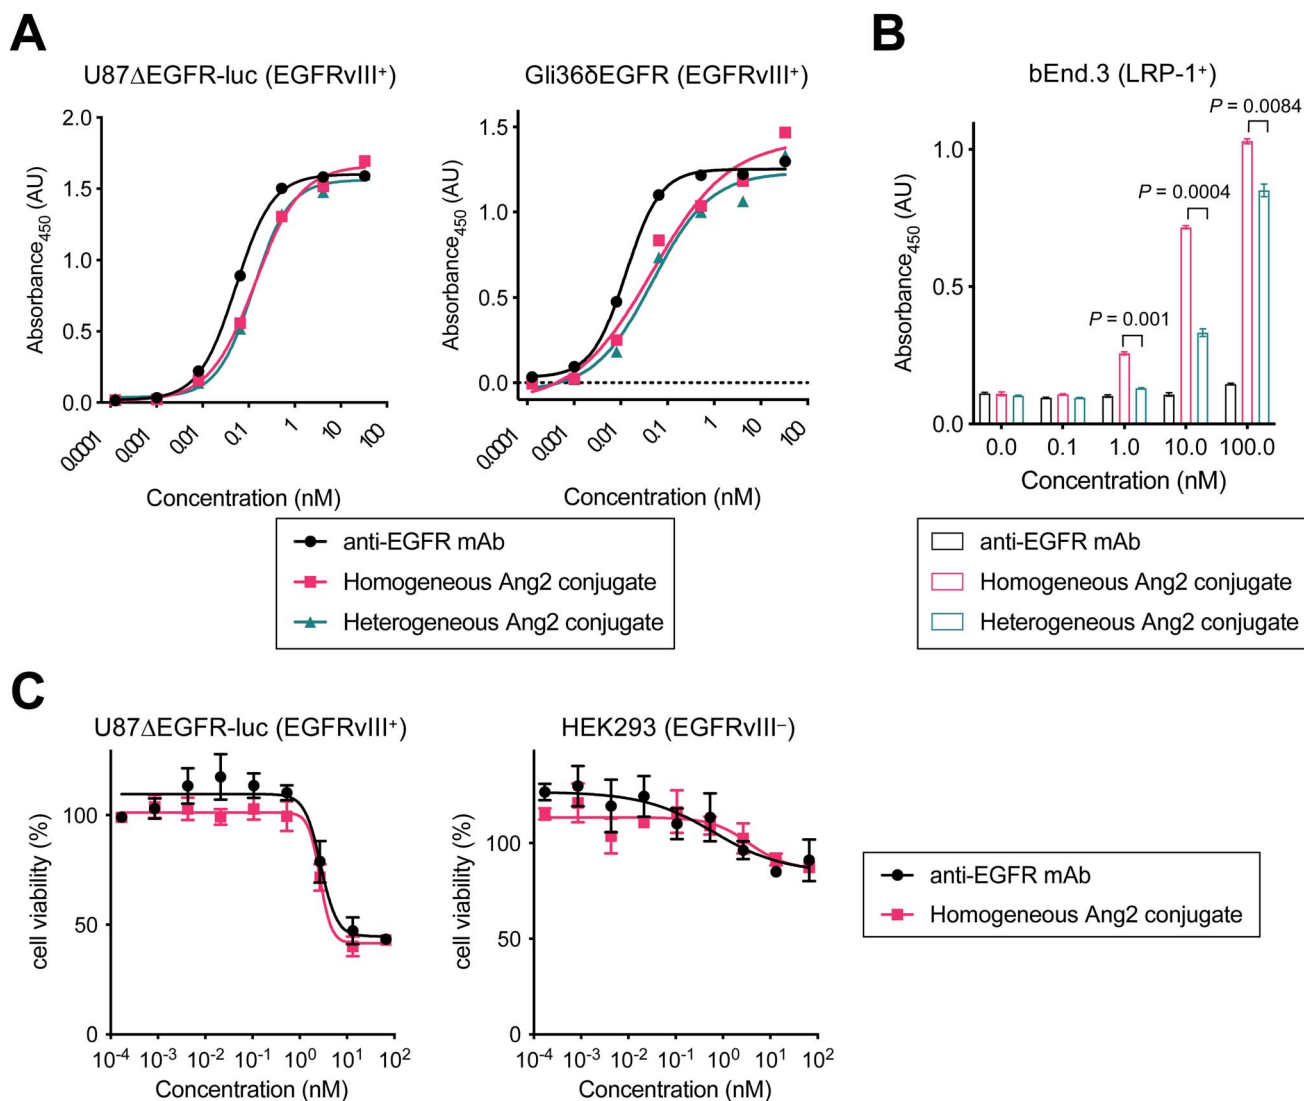 A
U87ΔEGFR-luc (EGFRvIII⁺)
Absorbance₄₅₀ (AU)
2.0
1.5
1.0
0.5
0.0
0.0001
0.001
0.01
0.1
1
10
100
Concentration (nM)
Gli36δEGFR (EGFRvIII⁺)
Absorbance₄₅₀ (AU)
1.5
1.0
0.5
0.0
0.0001
0.001
0.01
0.1
1
10
100
Concentration (nM)
anti-EGFR mAb
Homogeneous Ang2 conjugate
Heterogeneous Ang2 conjugate
B
bEnd.3 (LRP-1⁺)
P = 0.0084
P = 0.0004
P = 0.001
Absorbance₄₅₀ (AU)
1.0
0.5
0.0
0.0 0.1 1.0 10.0 100.0
Concentration (nM)
anti-EGFR mAb
Homogeneous Ang2 conjugate
Heterogeneous Ang2 conjugate
C
U87ΔEGFR-luc (EGFRvIII⁺)
cell viability (%)
100
50
0
10⁻⁴ 10⁻³ 10⁻² 10⁻¹ 10⁰ 10¹ 10²
Concentration (nM)
HEK293 (EGFRvIII⁻)
cell viability (%)
100
50
0
10⁻⁴ 10⁻³ 10⁻² 10⁻¹ 10⁰ 10¹ 10²
Concentration (nM)
anti-EGFR mAb
Homogeneous Ang2 conjugate